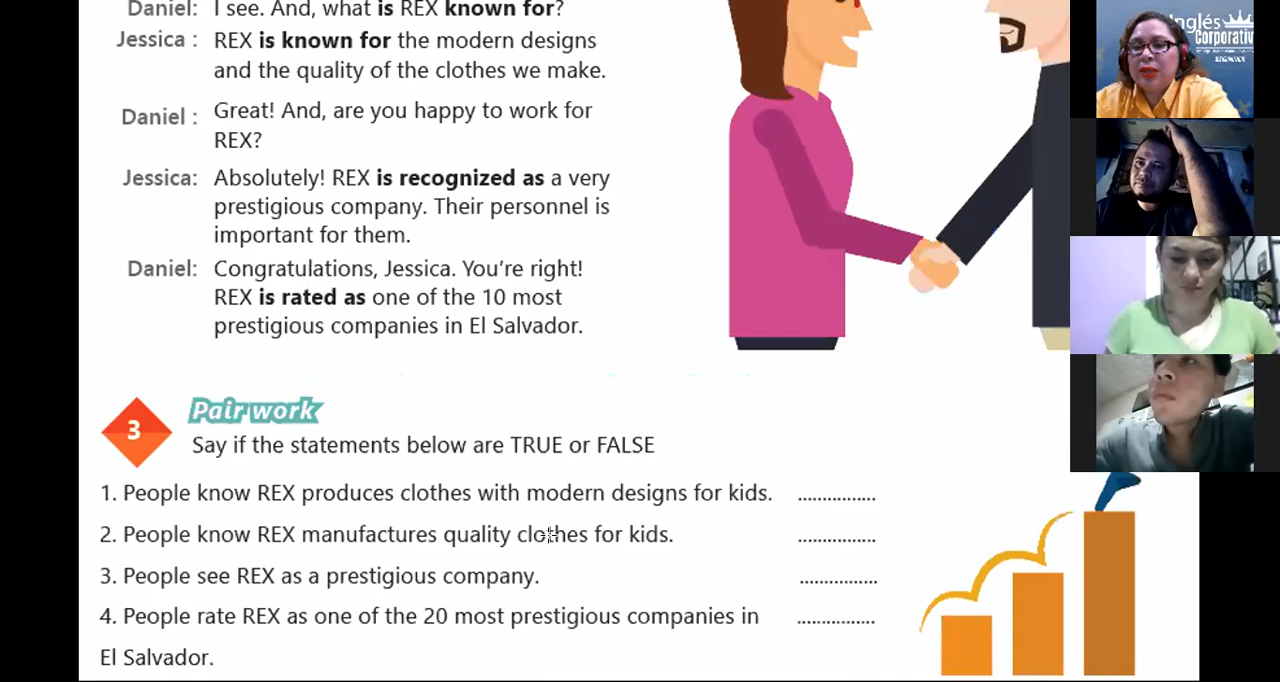 Daniel: I see. And, what is REX known for?
Jessica : REX is known for the modern designs
and the quality of the clothes we make.
Daniel : Great! And, are you happy to work for
REX?
Jessica: Absolutely! REX is recognized as a very
prestigious company. Their personnel is
important for them.
Daniel: Congratulations, Jessica. You're right!
REX is rated as one of the 10 most
prestigious companies in El Salvador.
3
Pair work
Say if the statements below are TRUE or FALSE
1. People know REX produces clothes with modern designs for kids. ................
2. People know REX manufactures quality clothes for kids. ................
3. People see REX as a prestigious company. ................
4. People rate REX as one of the 20 most prestigious companies in ................
El Salvador.
Inglés
Corporativo